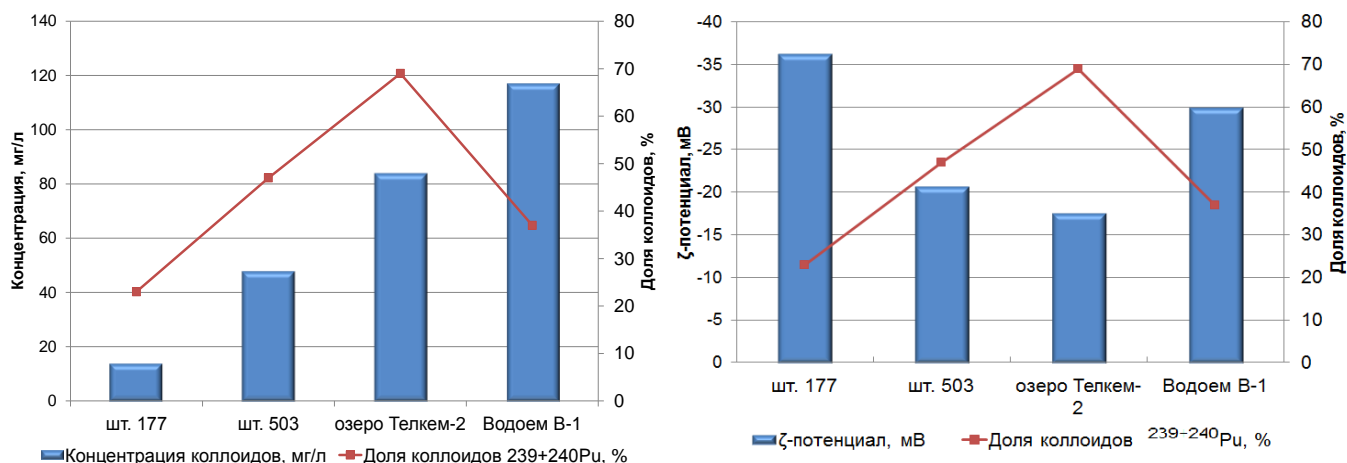 Концентрация, мг/л
140
120
100
80
60
40
20
0
80
70
60
50
40
30
20
10
0
Доля коллоидов, %
шт. 177
шт. 503
озеро Телкем-2
Водоем В-1
Концентрация коллоидов, мг/л
Доля коллоидов 239+240Pu, %
ζ-потенциал, мВ
-40
-35
-30
-25
-20
-15
-10
-5
0
80
70
60
50
40
30
20
10
0
Доля коллоидов, %
шт. 177
шт. 503
озеро Телкем-
2
Водоем В-1
ζ-потенциал, мВ
Доля коллоидов 239-240Pu, %